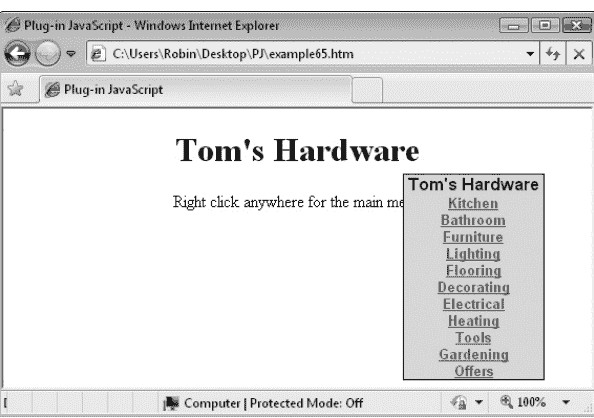 Plug-in JavaScript - Windows Internet Explorer
C:\Users\Robin\Desktop\PJ\example65.htm
Plug-in JavaScript
Tom's Hardware
Right click anywhere for the main me
Tom's Hardware
Kitchen
Bathroom
Furniture
Lighting
Flooring
Decorating
Electrical
Heating
Tools
Gardening
Offers
Computer | Protected Mode: Off
100%